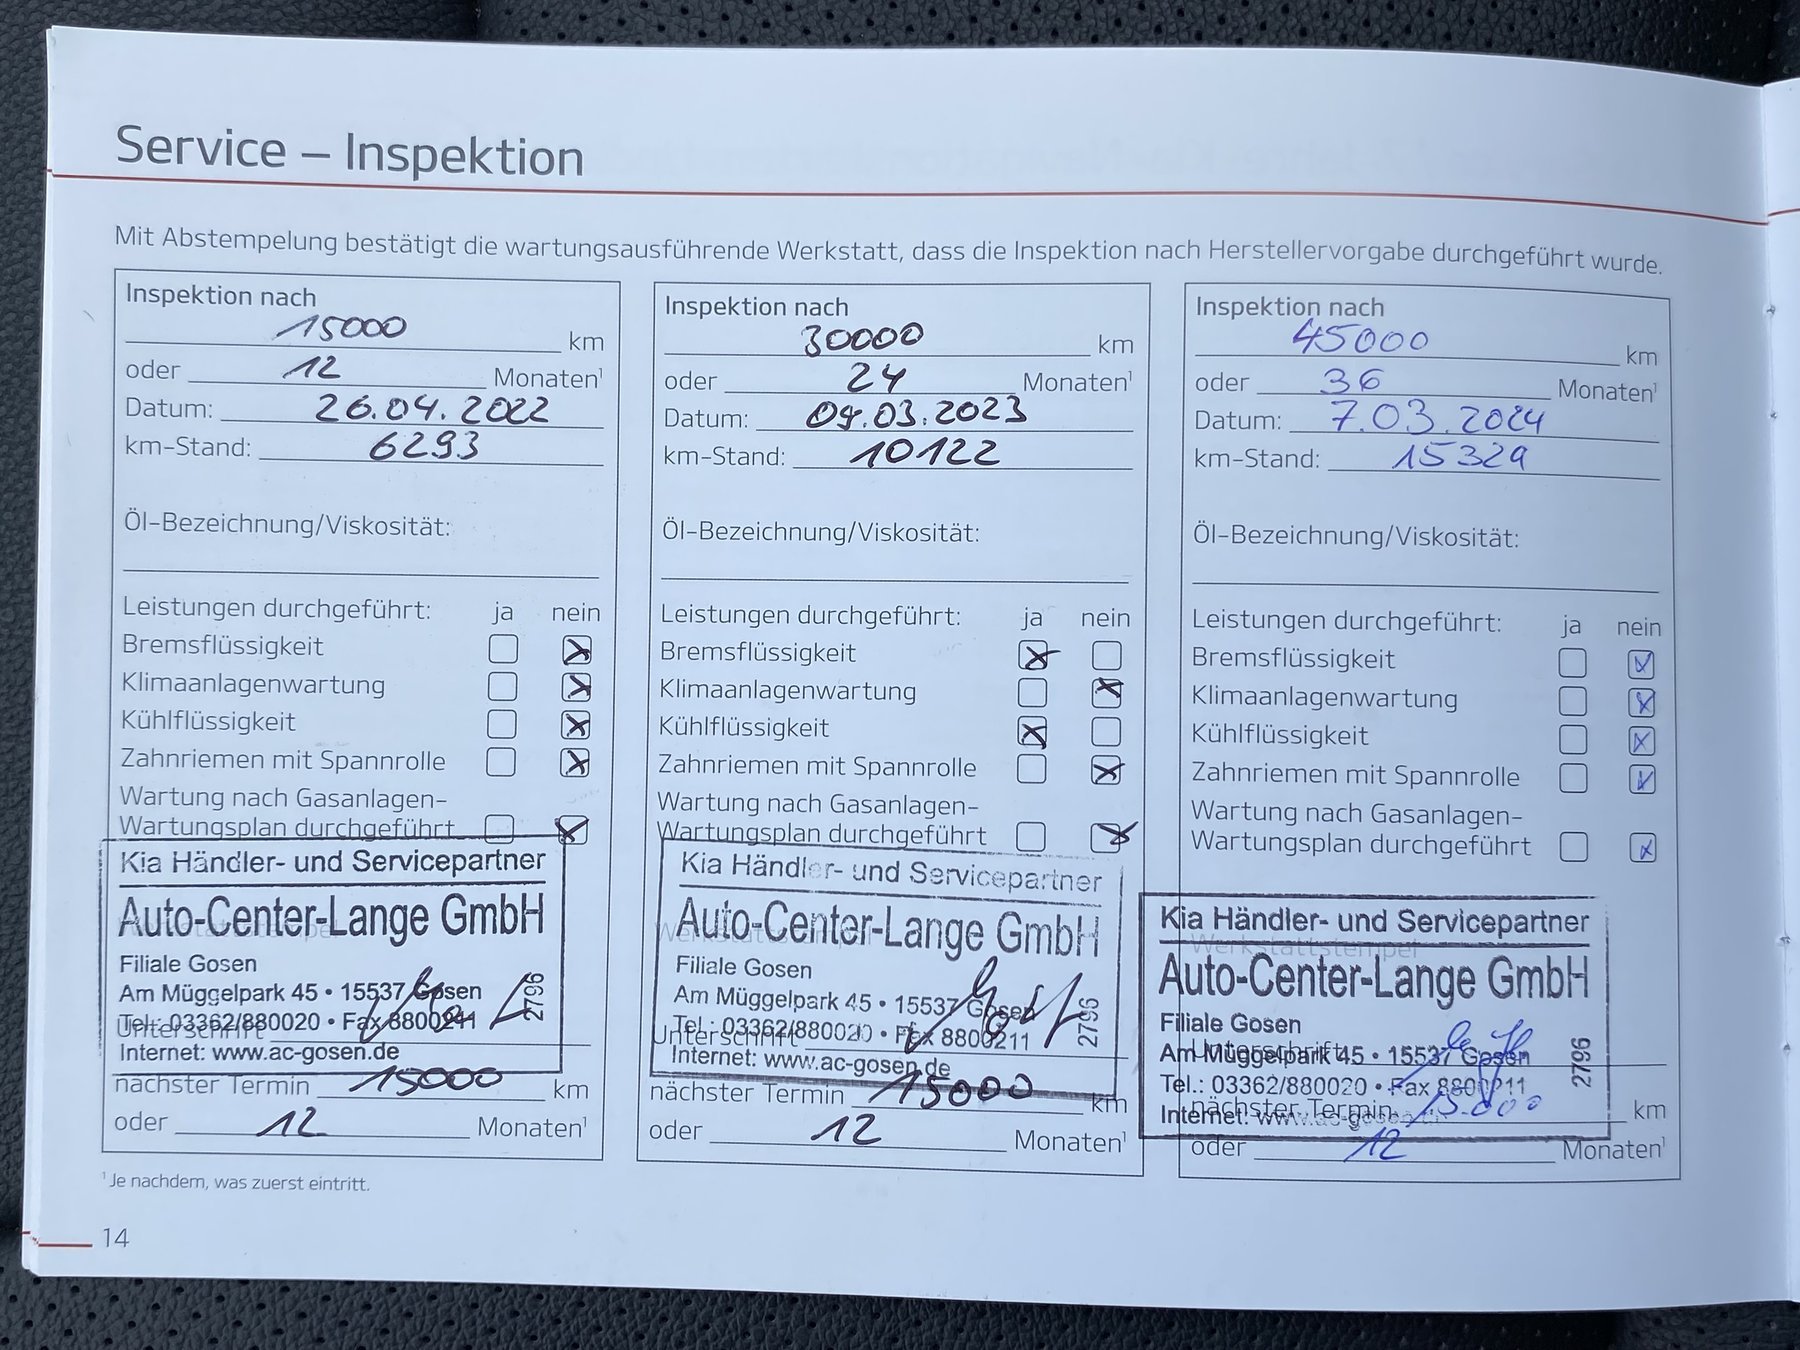 Service – Inspektion
Mit Abstempelung bestätigt die wartungsausführende Werkstatt, dass die Inspektion nach Herstellervorgabe durchgeführt wurde.
Inspektion nach
15000 km
oder 12 Monaten¹
Datum: 26.04.2022
km-Stand: 6293
Öl-Bezeichnung/Viskosität:
Leistungen durchgeführt: ja nein
Bremsflüssigkeit
Klimaanlagenwartung
Kühlflüssigkeit
Zahnriemen mit Spannrolle
Wartung nach Gasanlagen-
Wartungsplan durchgeführt
Kia Händler- und Servicepartner
Auto-Center-Lange GmbH
Filiale Gosen
Am Müggelpark 45 • 15537 Gosen
Tel.: 03362/880020 • Fax 8800211
Unterschrift
Internet: www.ac-gosen.de
2796
nächster Termin 15000 km
oder 12 Monaten¹
Inspektion nach
30000 km
oder 24 Monaten¹
Datum: .03.2023
km-Stand: 10122
Öl-Bezeichnung/Viskosität:
Leistungen durchgeführt: ja nein
Bremsflüssigkeit
Klimaanlagenwartung
Kühlflüssigkeit
Zahnriemen mit Spannrolle
Wartung nach Gasanlagen-
Wartungsplan durchgeführt
Kia Händler- und Servicepartner
Auto-Center-Lange GmbH
Werkstattstempel
Filiale Gosen
Am Müggelpark 45 • 15537 Gosen
Tel.: 03362/880020 • Fax 8800211
Unterschrift
Internet: www.ac-gosen.de
2796
nächster Termin 15000 km
oder 12 Monaten¹
Inspektion nach
45000 km
oder 36 Monaten¹
Datum: 7.03.2024
km-Stand: 15329
Öl-Bezeichnung/Viskosität:
Leistungen durchgeführt: ja nein
Bremsflüssigkeit
Klimaanlagenwartung
Kühlflüssigkeit
Zahnriemen mit Spannrolle
Wartung nach Gasanlagen-
Wartungsplan durchgeführt
Kia Händler- und Servicepartner
Werkstattstempel
Auto-Center-Lange GmbH
Filiale Gosen
Unterschrift
Am Müggelpark 45 • 15537 Gosen
Tel.: 03362/880020 • Fax 8800211
Internet: www.ac-gosen.de
2796
nächster Termin 15.000 km
oder 12 Monaten¹
¹ Je nachdem, was zuerst eintritt.
14